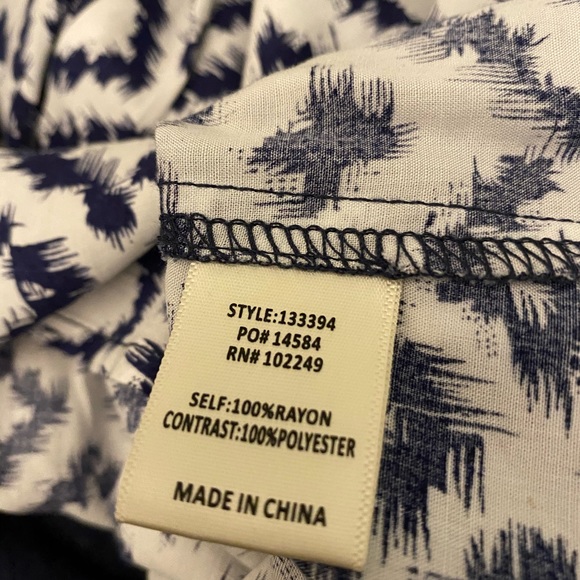 STYLE:133394
PO# 14584
RN# 102249
SELF:100%RAYON
CONTRAST:100%POLYESTER
MADE IN CHINA